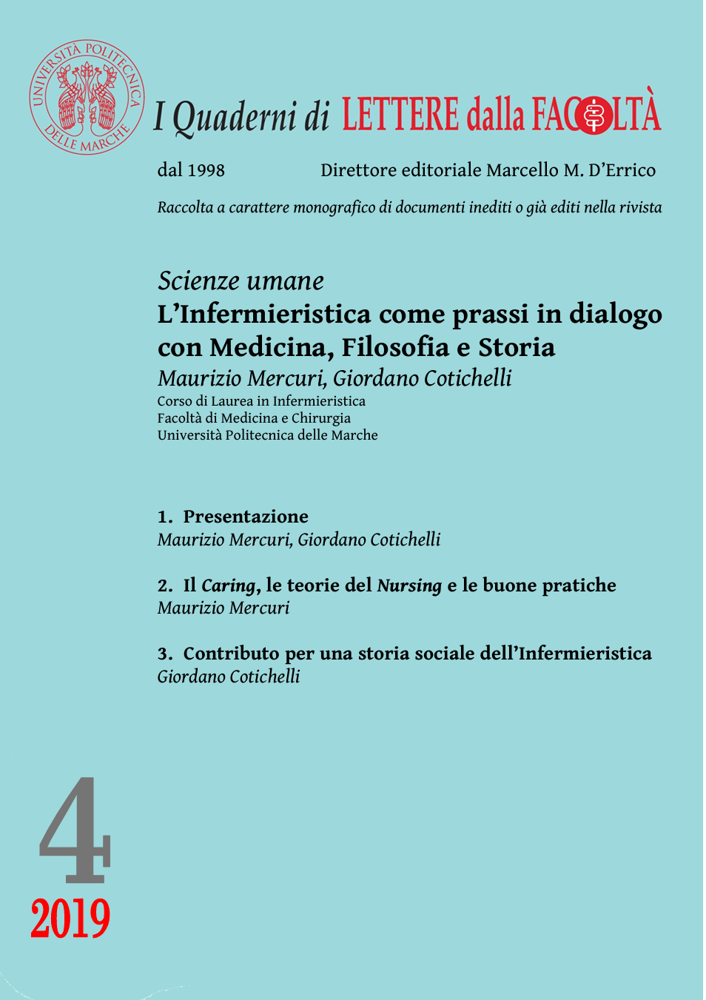 UNIVERSITÀ POLITECNICA
DELLE MARCHE
I Quaderni di LETTERE dalla FACOLTÀ
dal 1998 Direttore editoriale Marcello M. D’Errico
Raccolta a carattere monografico di documenti inediti o già editi nella rivista
Scienze umane
L’Infermieristica come prassi in dialogo
con Medicina, Filosofia e Storia
Maurizio Mercuri, Giordano Cotichelli
Corso di Laurea in Infermieristica
Facoltà di Medicina e Chirurgia
Università Politecnica delle Marche
1. Presentazione
Maurizio Mercuri, Giordano Cotichelli
2. Il Caring, le teorie del Nursing e le buone pratiche
Maurizio Mercuri
3. Contributo per una storia sociale dell’Infermieristica
Giordano Cotichelli
4
2019